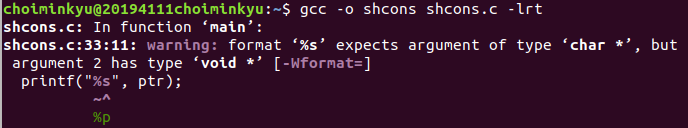 choiminkyu@20194111choiminkyu:~$ gcc -o shcons shcons.c -lrt
shcons.c: In function ‘main’:
shcons.c:33:11: warning: format ‘%s’ expects argument of type ‘char *’, but
 argument 2 has type ‘void *’ [-Wformat=]
  printf("%s", ptr);
          ~^
          %p